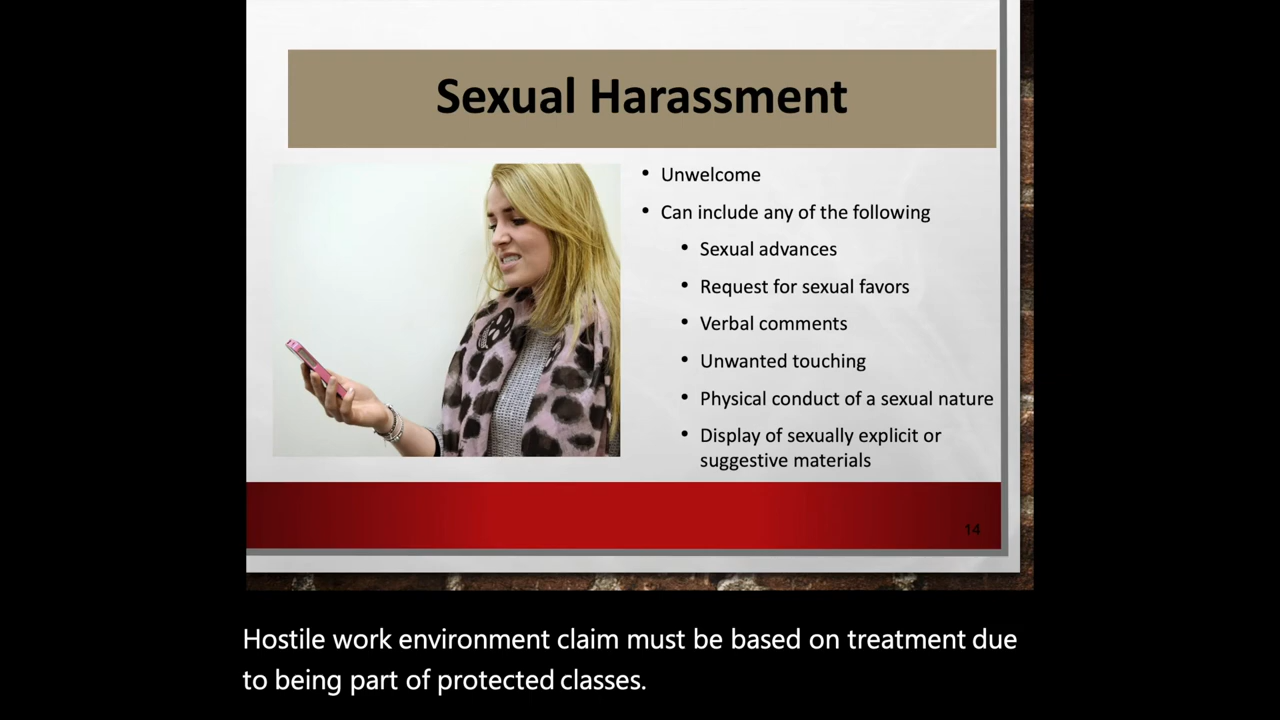 Sexual Harassment
• Unwelcome
• Can include any of the following
• Sexual advances
• Request for sexual favors
• Verbal comments
• Unwanted touching
• Physical conduct of a sexual nature
• Display of sexually explicit or
suggestive materials
14
Hostile work environment claim must be based on treatment due
to being part of protected classes.